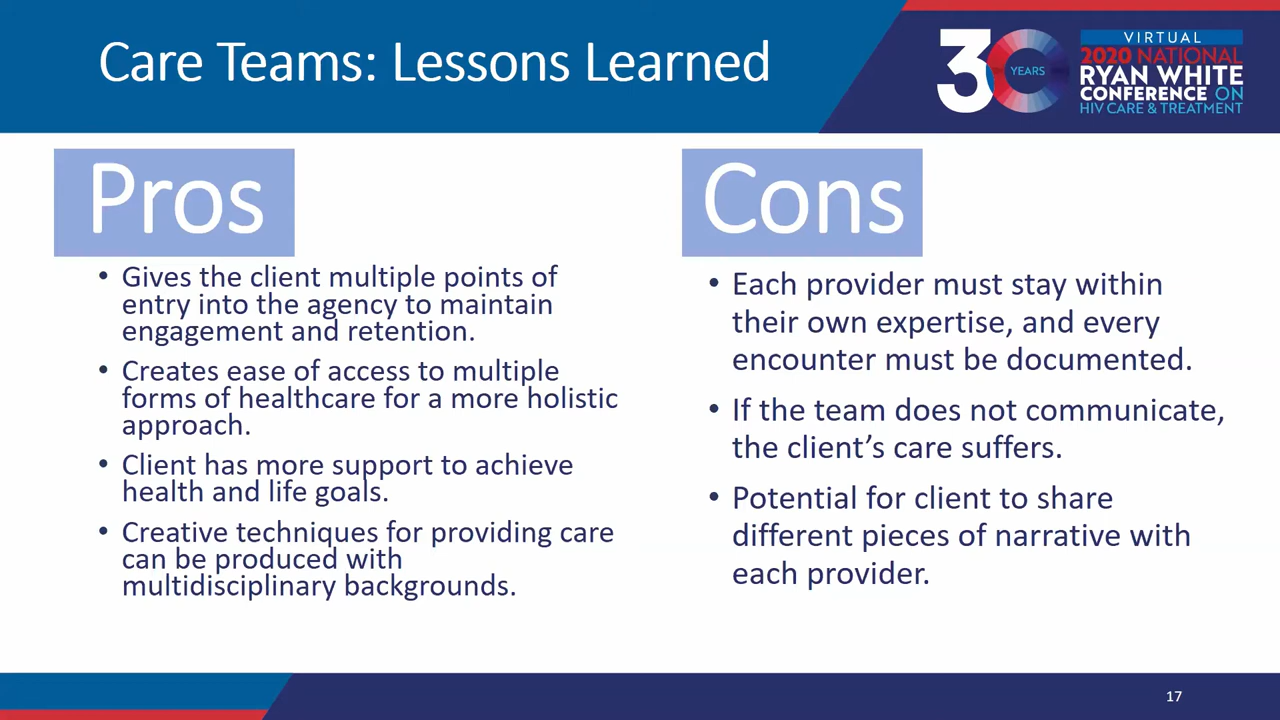 Care Teams: Lessons Learned
30
YEARS
VIRTUAL
2020 NATIONAL
RYAN WHITE
CONFERENCE ON
HIV CARE & TREATMENT
Pros
• Gives the client multiple points of
entry into the agency to maintain
engagement and retention.
• Creates ease of access to multiple
forms of healthcare for a more holistic
approach.
• Client has more support to achieve
health and life goals.
• Creative techniques for providing care
can be produced with
multidisciplinary backgrounds.
Cons
• Each provider must stay within
their own expertise, and every
encounter must be documented.
• If the team does not communicate,
the client’s care suffers.
• Potential for client to share
different pieces of narrative with
each provider.
17